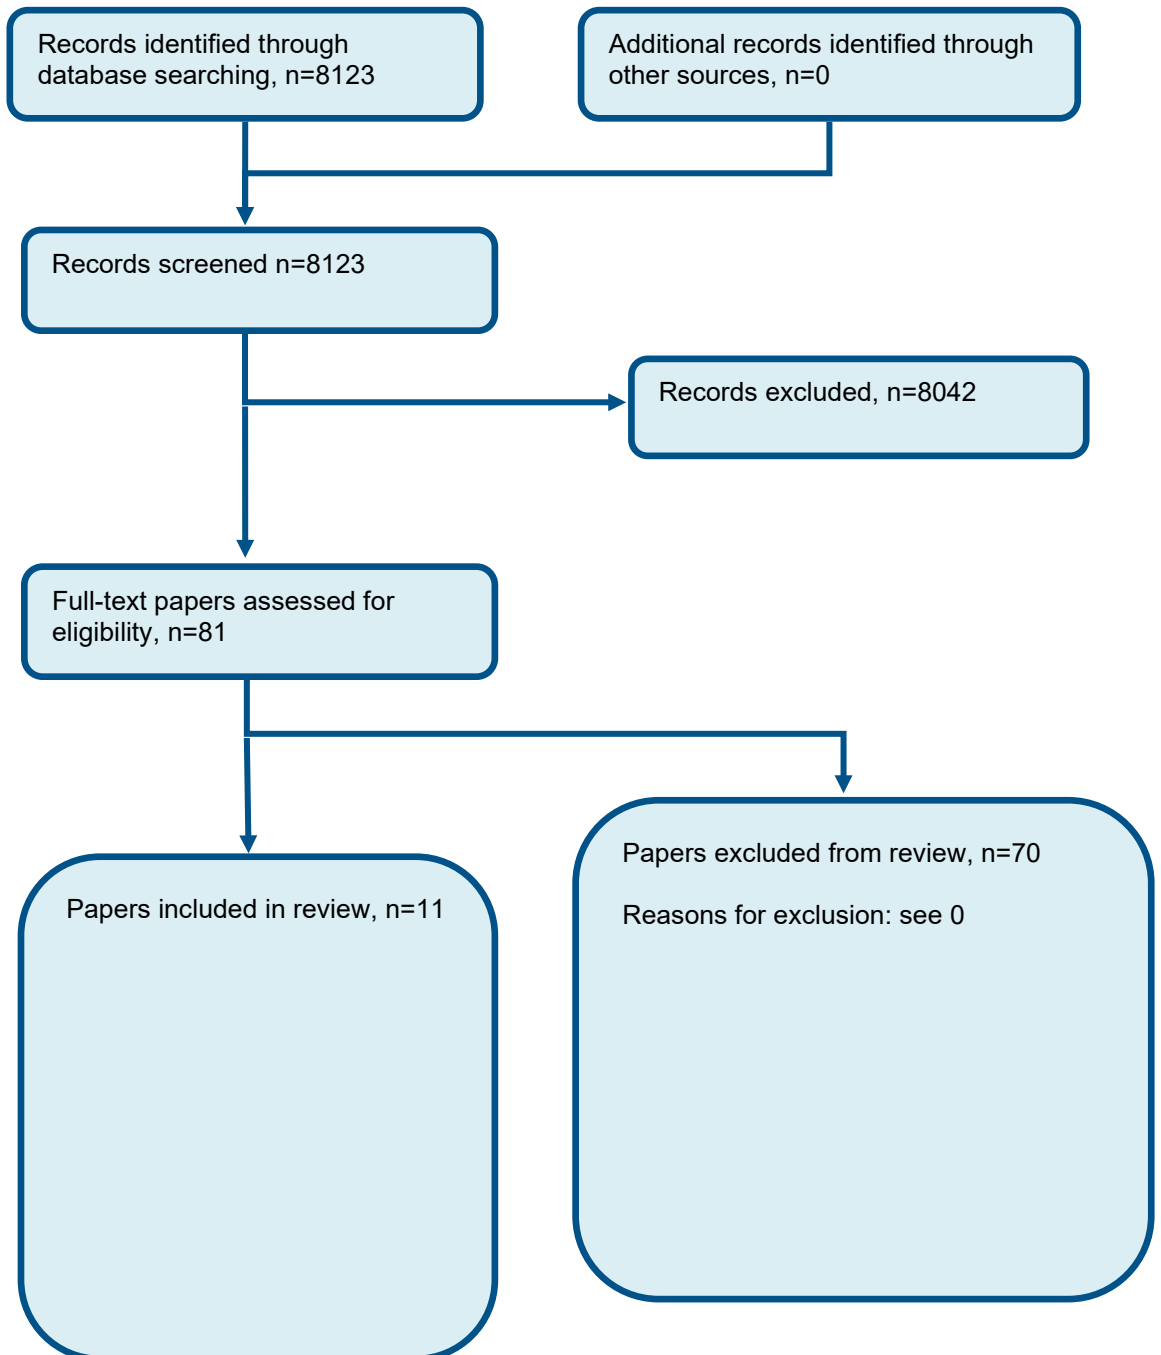 Records identified through
database searching, n=8123
Additional records identified through
other sources, n=0
Records screened n=8123
Records excluded, n=8042
Full-text papers assessed for
eligibility, n=81
Papers included in review, n=11
Papers excluded from review, n=70
Reasons for exclusion: see 0